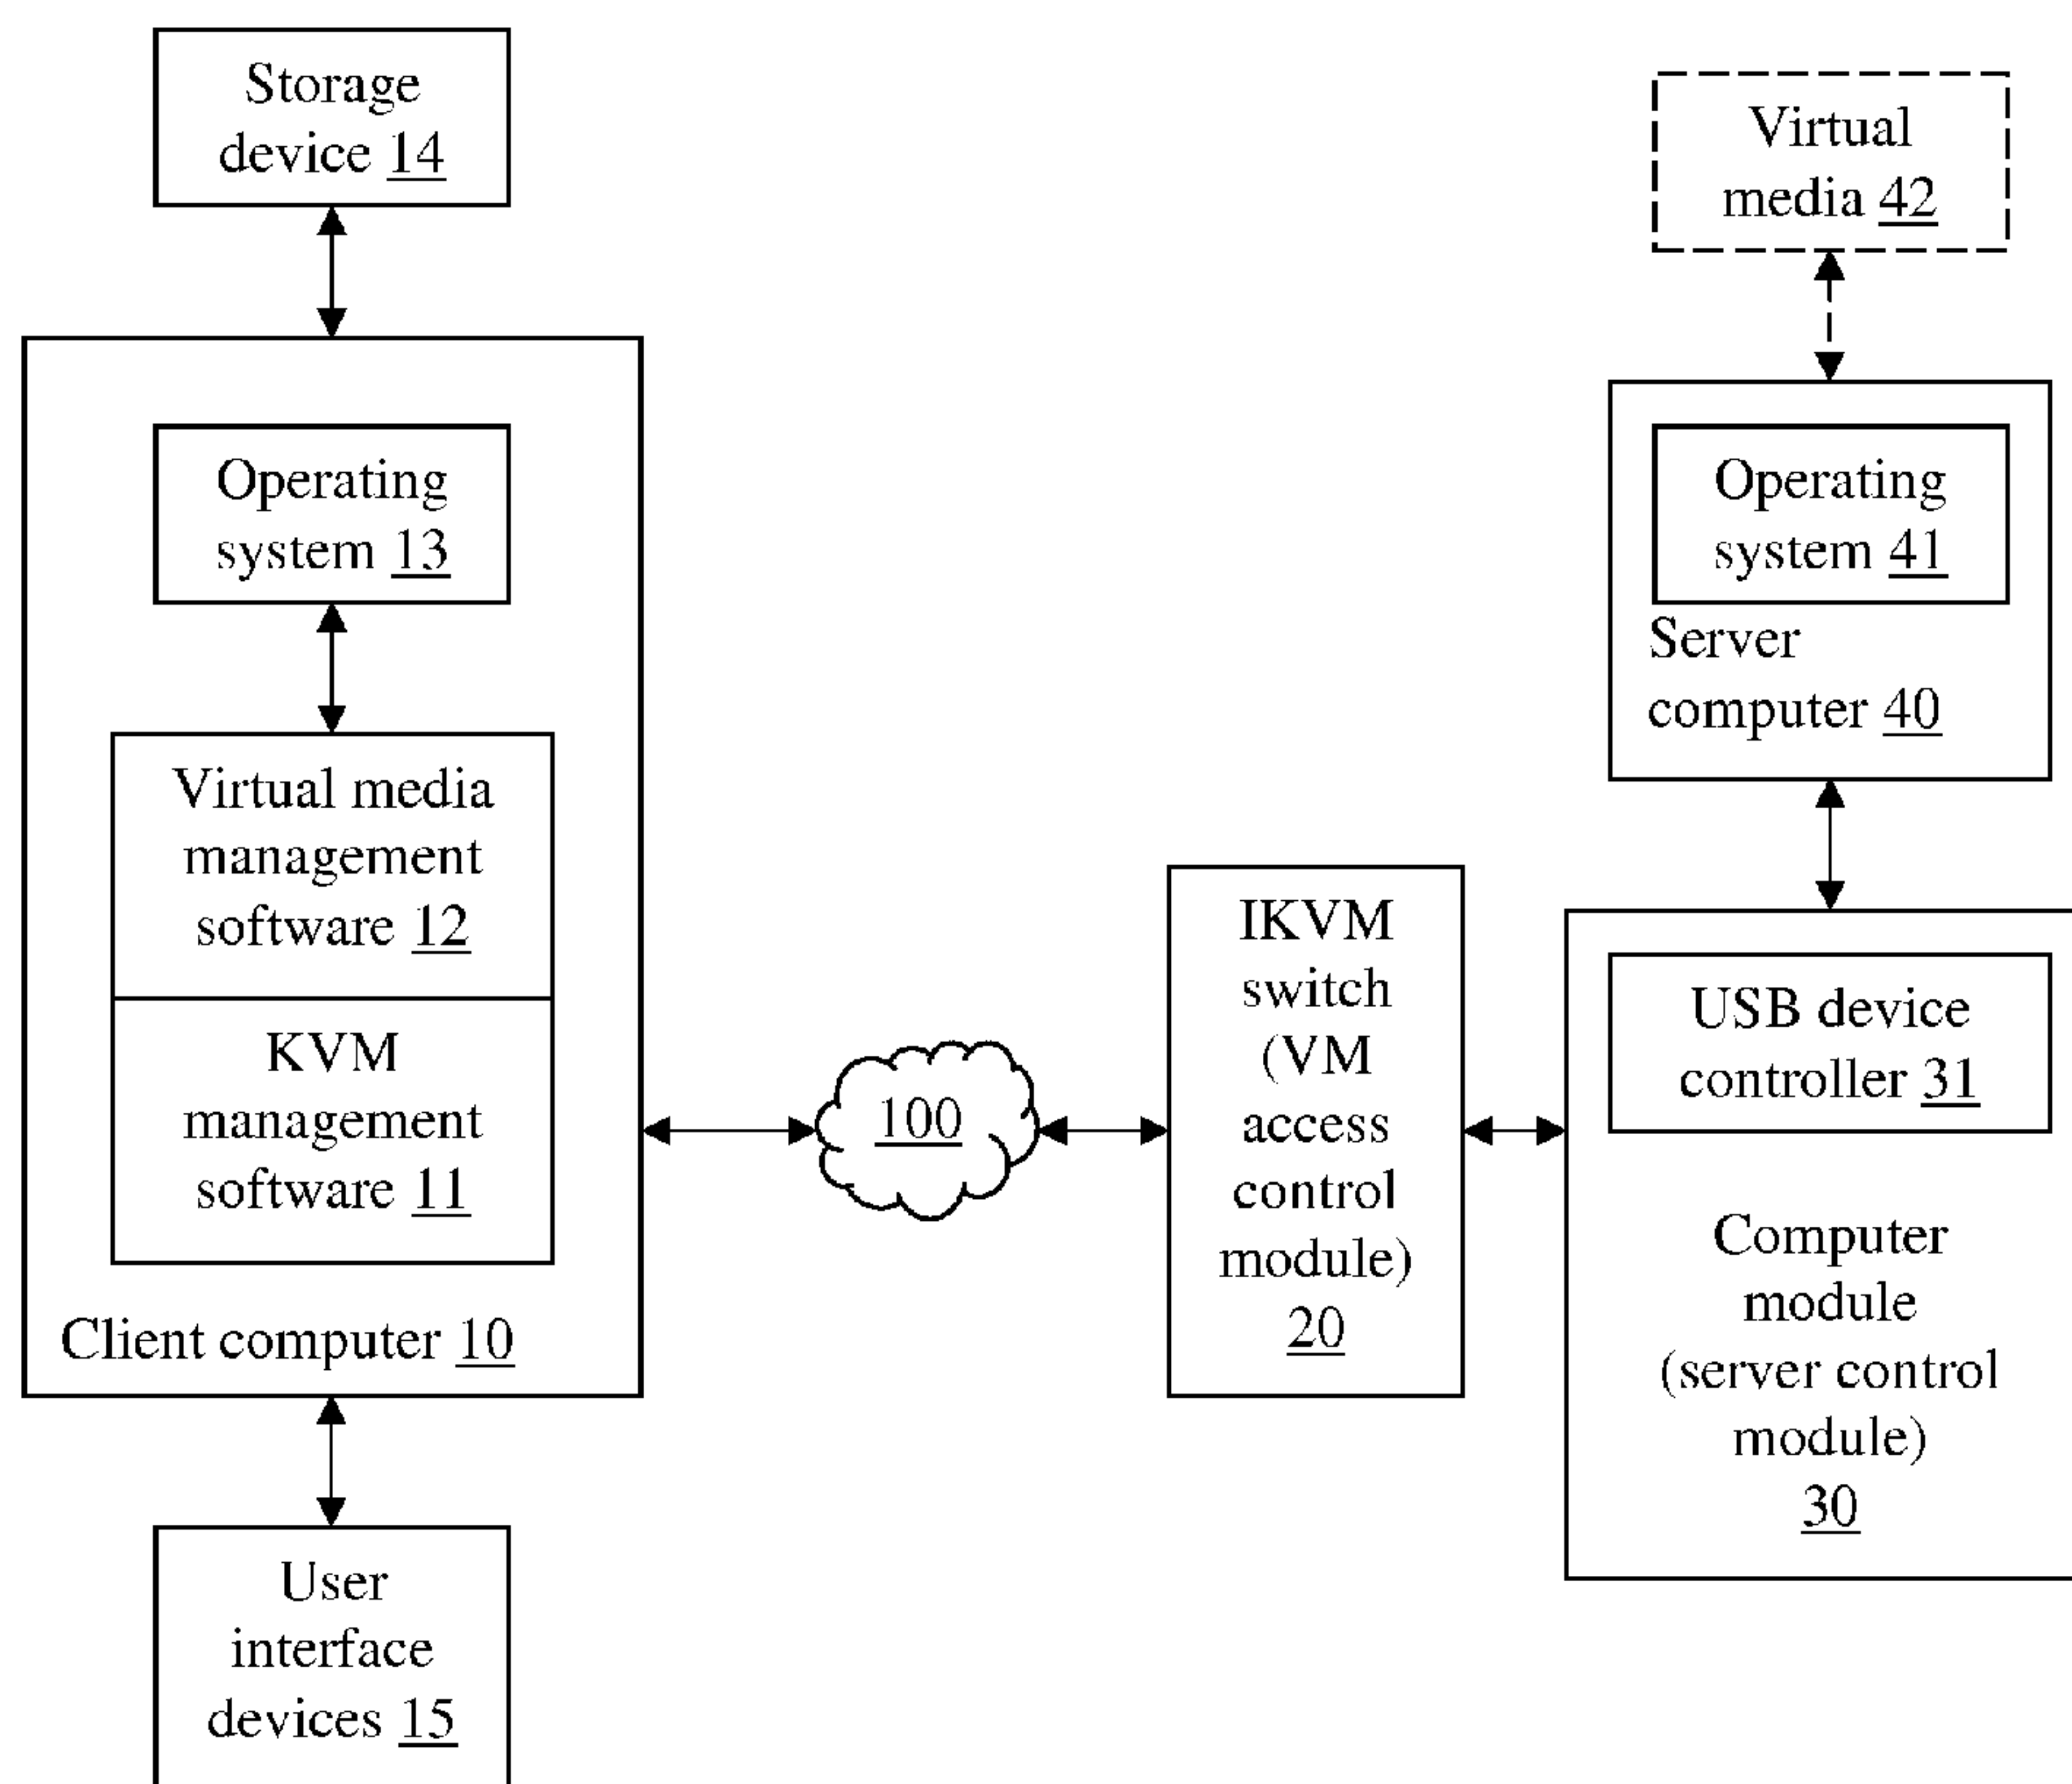 Storage
device 14
Operating
system 13
Virtual media
management
software 12
KVM
management
software 11
Client computer 10
User
interface
devices 15
100
IKVM
switch
(VM
access
control
module)
20
Virtual
media 42
Operating
system 41
Server
computer 40
USB device
controller 31
Computer
module
(server control
module)
30